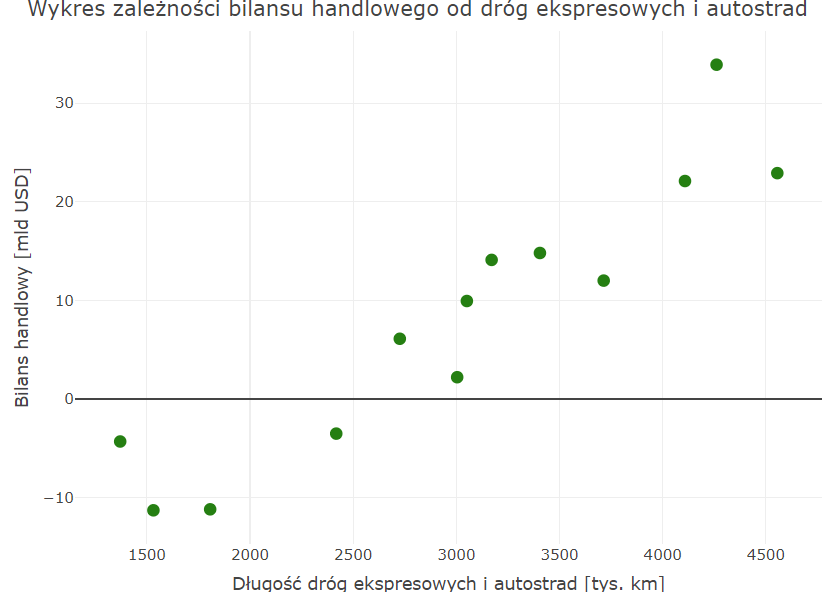 Wykres zależności bilansu handlowego od dróg ekspresowych i autostrad
30
20
10
0
−10
Bilans handlowy [mld USD]
1500 2000 2500 3000 3500 4000 4500
Długość dróg ekspresowych i autostrad [tys. km]